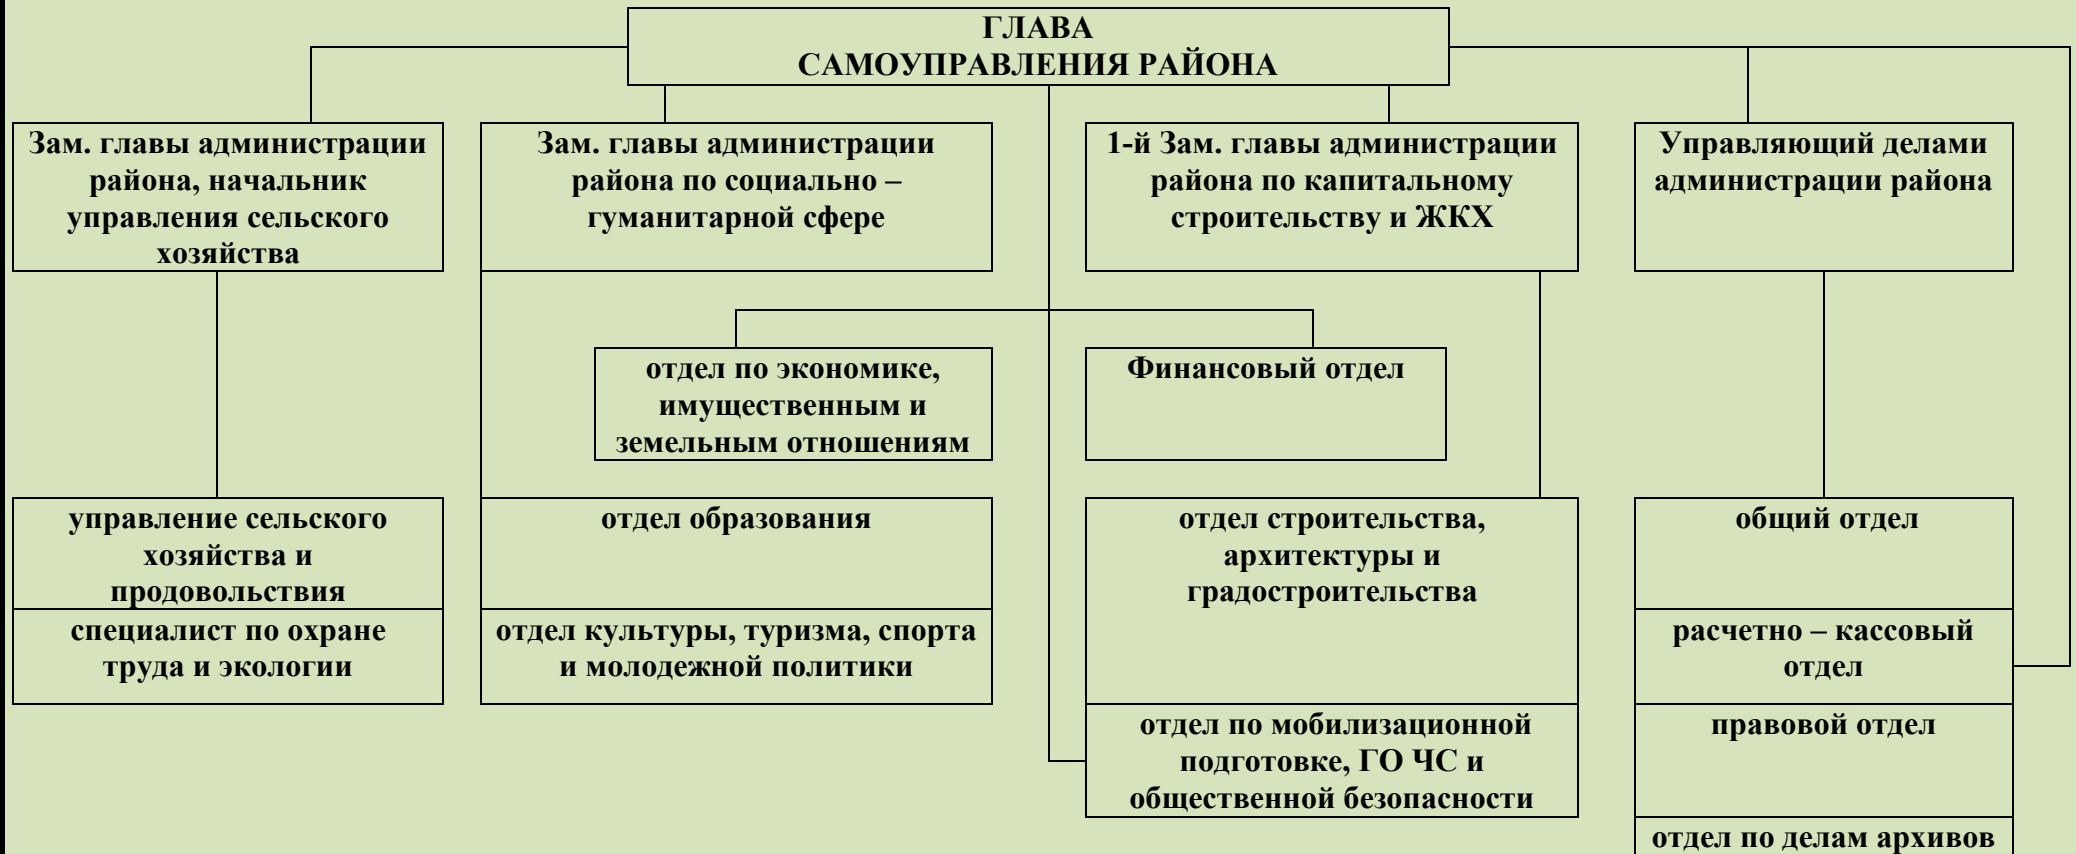 ГЛАВА
САМОУПРАВЛЕНИЯ РАЙОНА
Зам. главы администрации
района, начальник
управления сельского
хозяйства
Зам. главы администрации
района по социально –
гуманитарной сфере
1-й Зам. главы администрации
района по капитальному
строительству и ЖКХ
Управляющий делами
администрации района
отдел по экономике,
имущественным и
земельным отношениям
Финансовый отдел
управление сельского
хозяйства и
продовольствия
специалист по охране
труда и экологии
отдел образования
отдел культуры, туризма, спорта
и молодежной политики
отдел строительства,
архитектуры и
градостроительства
отдел по мобилизационной
подготовке, ГО ЧС и
общественной безопасности
общий отдел
расчетно – кассовый
отдел
правовой отдел
отдел по делам архивов